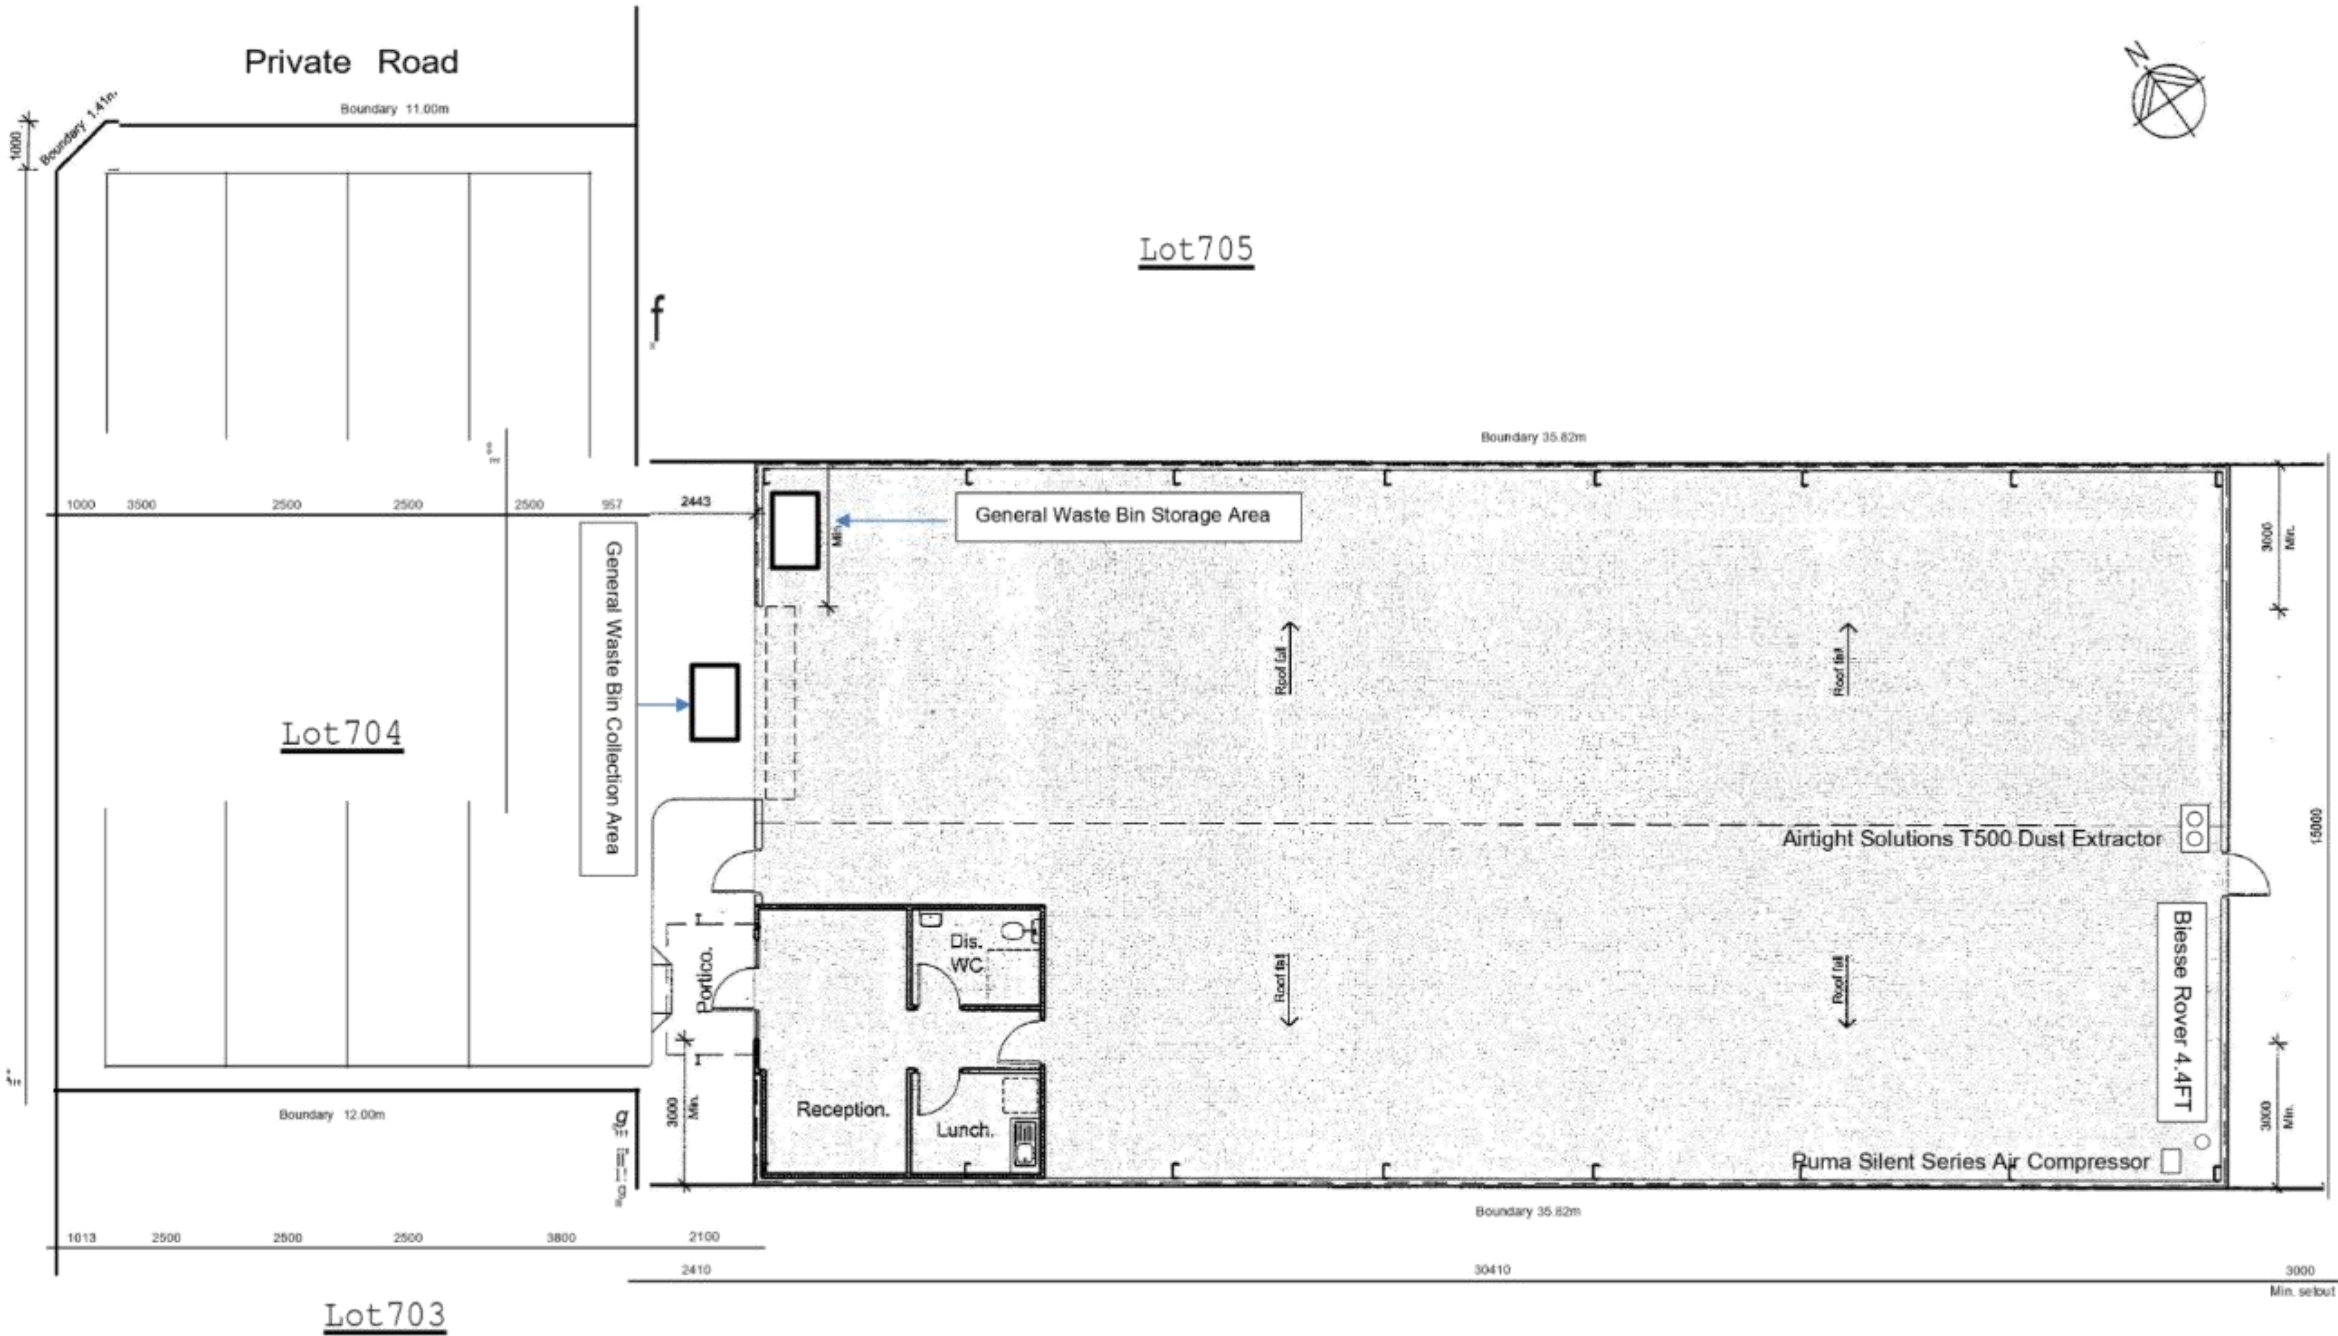 Private Road
N
Boundary 11.00m
Boundary 1.41m
1000
Lot705
f
Boundary 35.82m
1000
3500
2500
2500
2500
957
2443
General Waste Bin Storage Area
Min
3000
Min.
General Waste Bin Collection Area
Roof fall
Roof fall
Lot704
15000
Airtight Solutions T500 Dust Extractor
Dis.
WC
Portico.
Roof fall
Roof fall
Biesse Rover 4.4FT
Reception.
Lunch.
3000
Min.
3000
Min.
Boundary 12.00m
Puma Silent Series Air Compressor
Boundary 35.82m
1013
2500
2500
2500
3800
2100
2410
30410
3000
Min. setout
Lot703